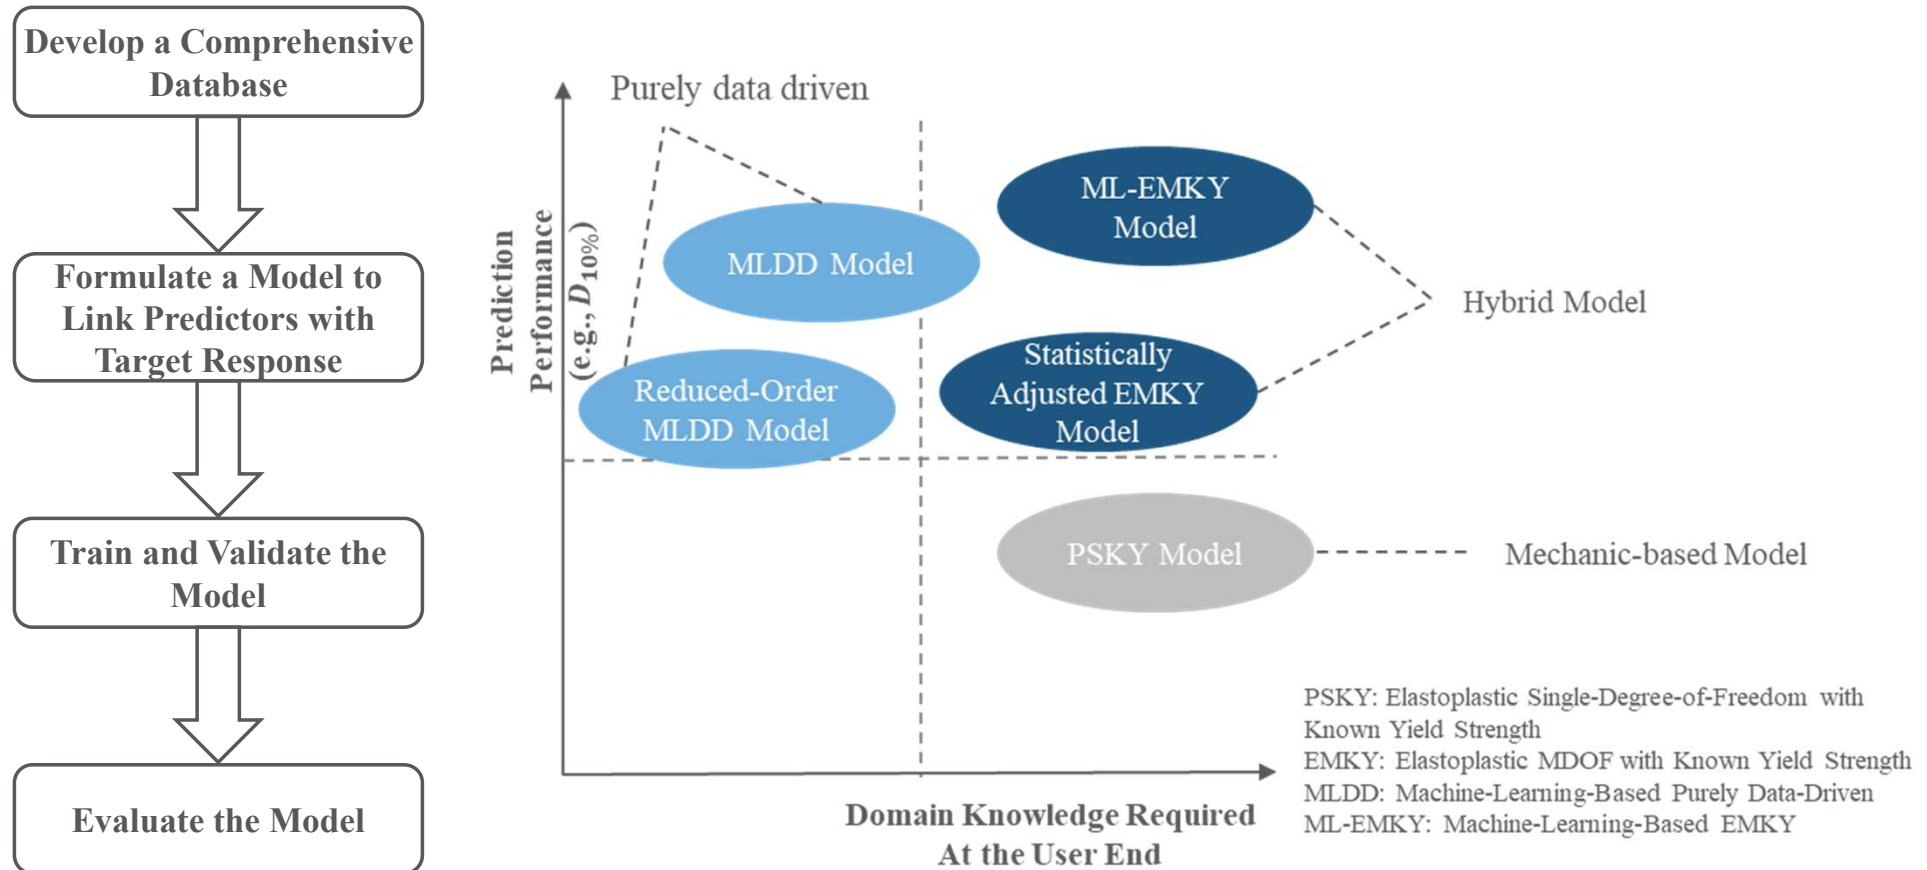 Develop a Comprehensive
Database
Formulate a Model to
Link Predictors with
Target Response
Train and Validate the
Model
Evaluate the Model
Purely data driven
Prediction
Performance
(e.g., D10%)
MLDD Model
Reduced-Order
MLDD Model
ML-EMKY
Model
Statistically
Adjusted EMKY
Model
Hybrid Model
PSKY Model
Mechanic-based Model
Domain Knowledge Required
At the User End
PSKY: Elastoplastic Single-Degree-of-Freedom with
Known Yield Strength
EMKY: Elastoplastic MDOF with Known Yield Strength
MLDD: Machine-Learning-Based Purely Data-Driven
ML-EMKY: Machine-Learning-Based EMKY